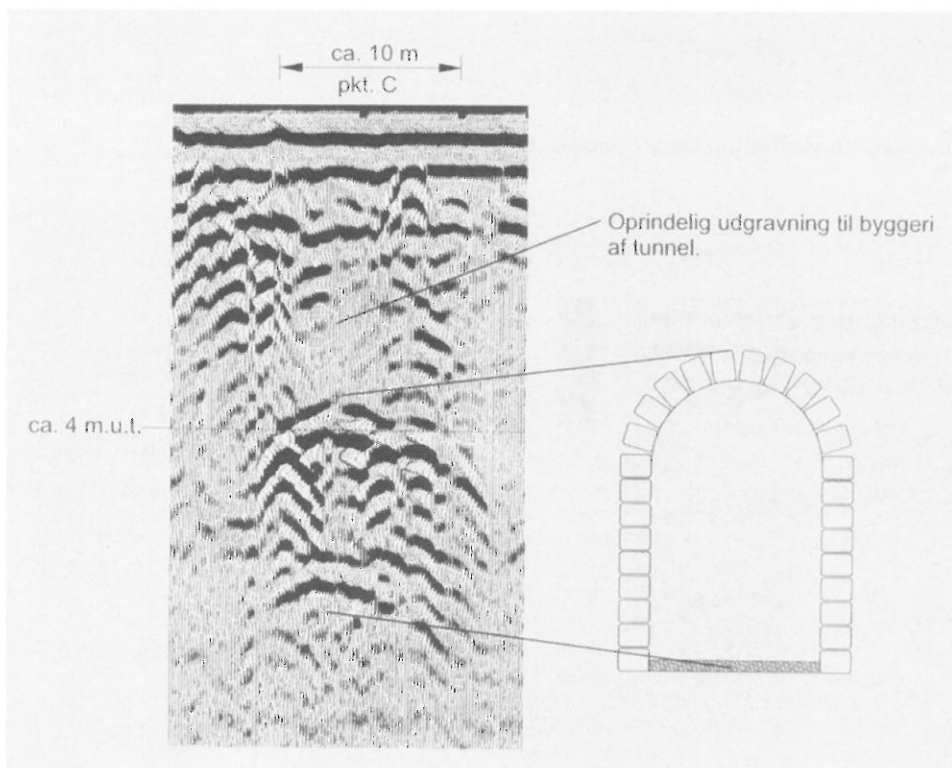 ca. 10 m
pkt. C
Oprindelig udgravning til byggeri
af tunnel.
ca. 4 m.u.t.